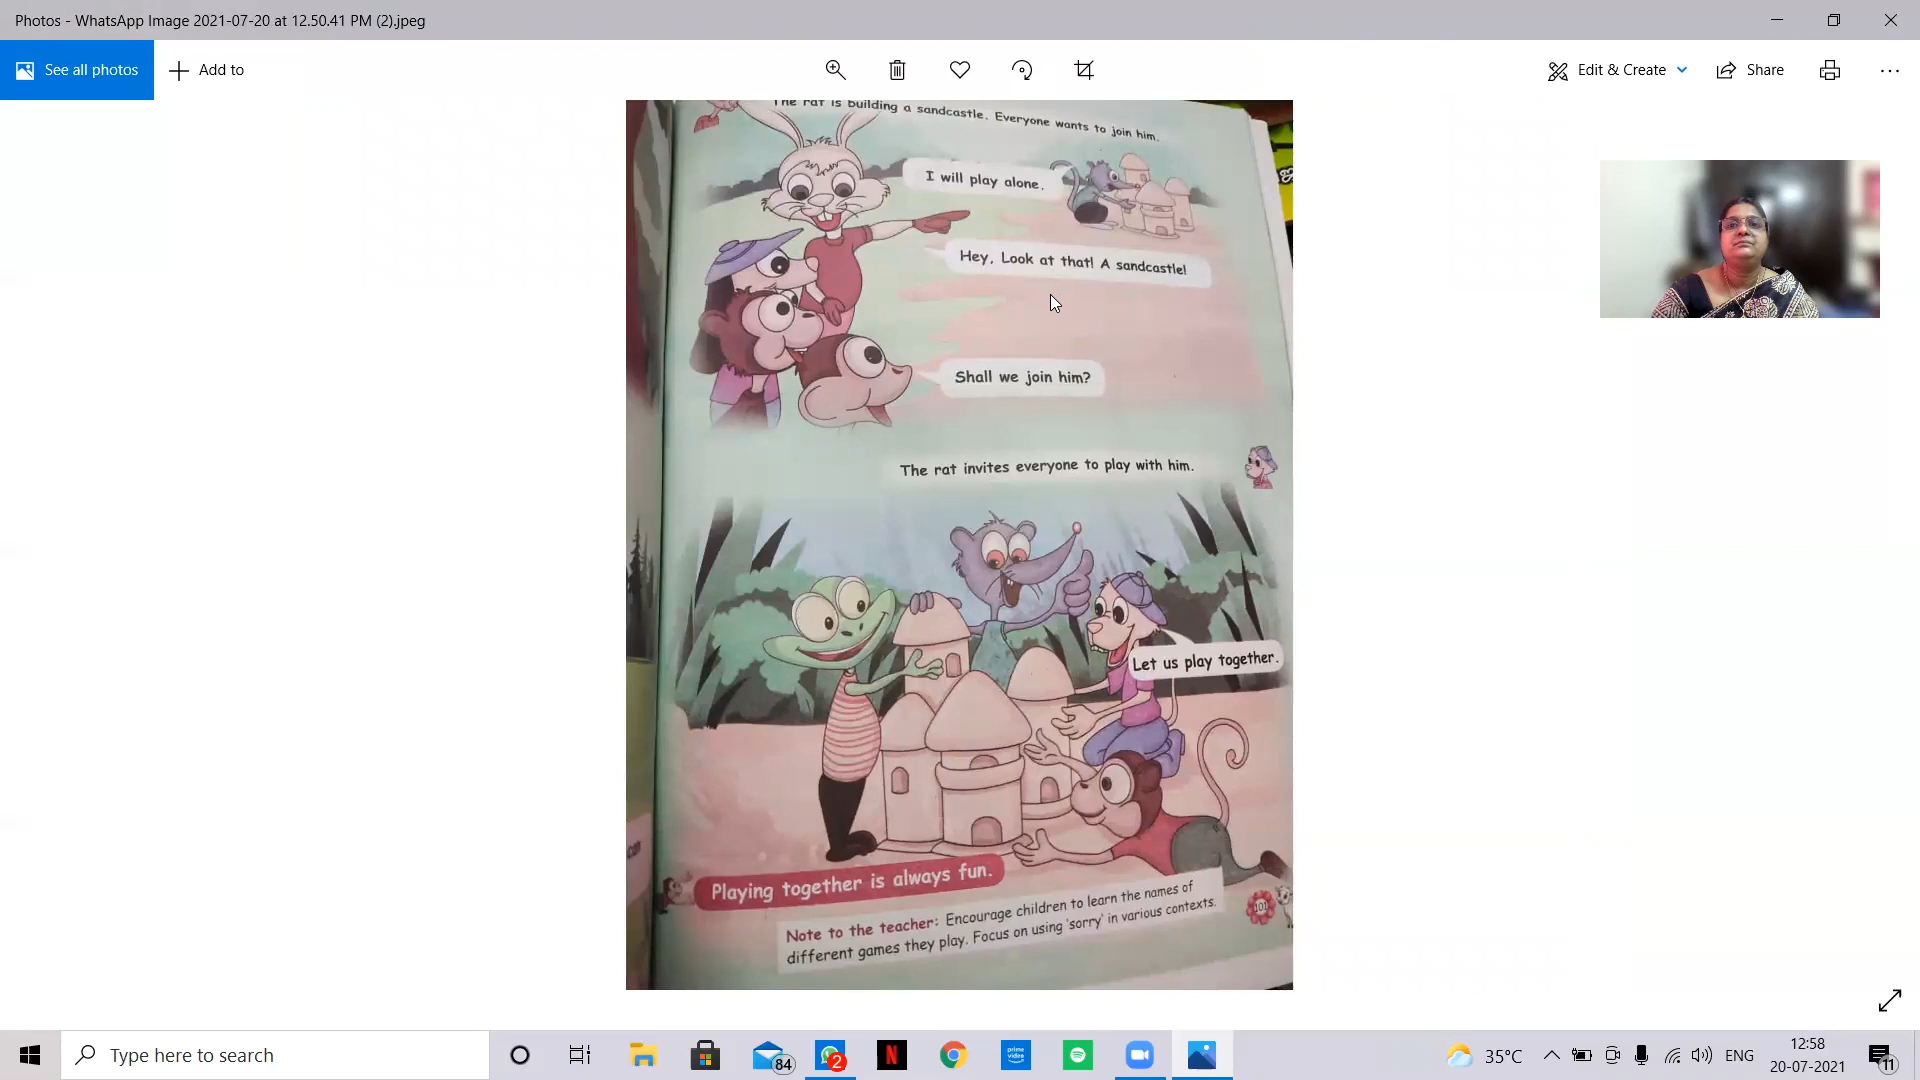 Photos - WhatsApp Image 2021-07-20 at 12.50.41 PM (2).jpeg
See all photos
Add to
Edit & Create
Share
The rat is building a sandcastle. Everyone wants to join him.
I will play alone.
Hey, Look at that! A sandcastle!
Shall we join him?
The rat invites everyone to play with him.
Let us play together.
Playing together is always fun.
Note to the teacher: Encourage children to learn the names of
different games they play. Focus on using 'sorry' in various contexts.
101
Type here to search
84
2
N
prime video
35°C
ENG
12:58
20-07-2021
11